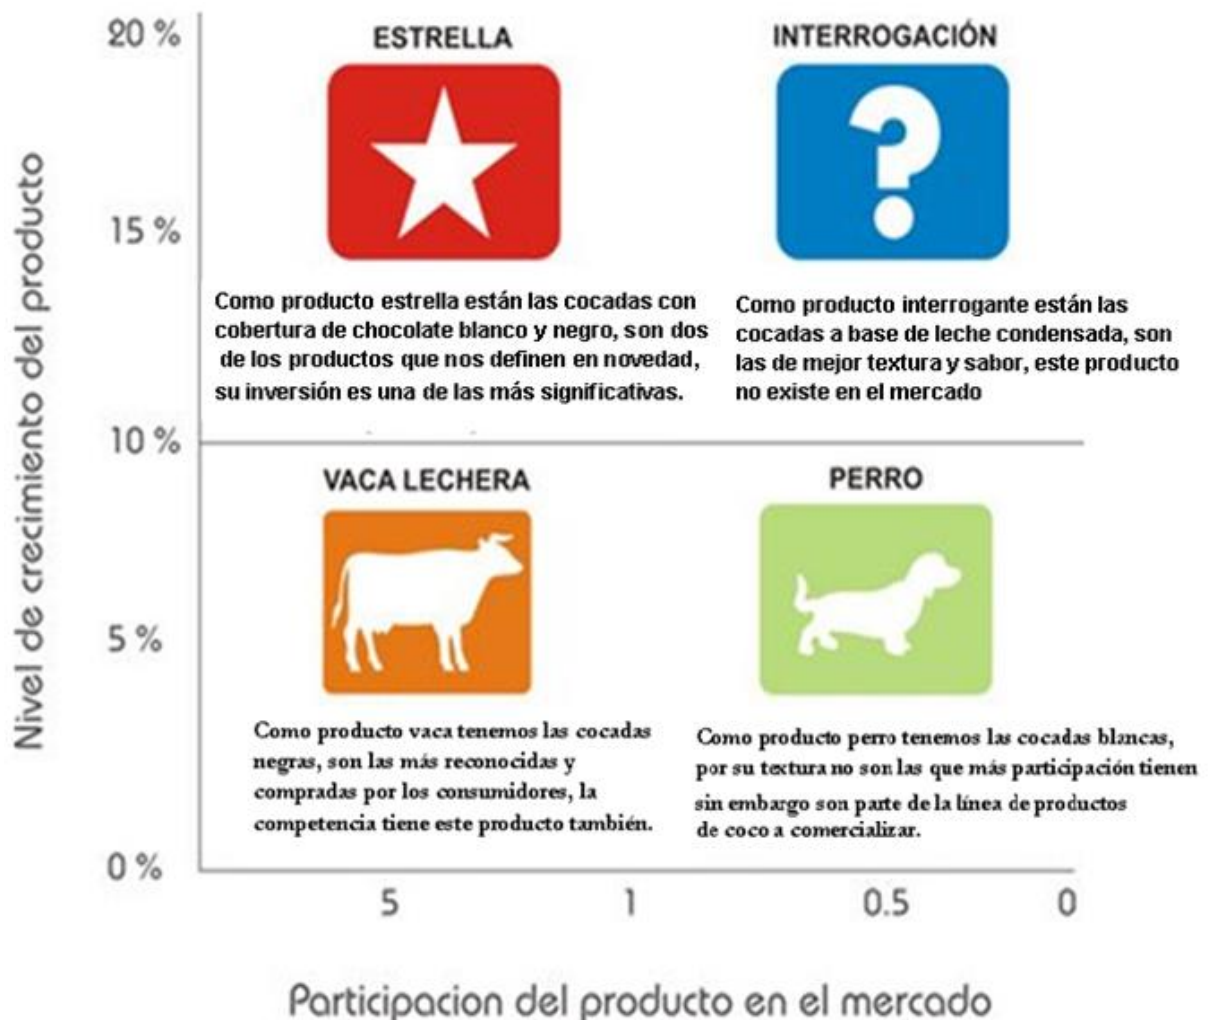 Nivel de crecimiento del producto
20 %
15 %
10 %
5 %
0 %
ESTRELLA
?
INTERROGACIÓN
Como producto estrella están las cocadas con
cobertura de chocolate blanco y negro, son dos
de los productos que nos definen en novedad,
su inversión es una de las más significativas.
Como producto interrogante están las
cocadas a base de leche condensada, son
las de mejor textura y sabor, este producto
no existe en el mercado
VACA LECHERA
Como producto vaca tenemos las cocadas
negras, son las más reconocidas y
compradas por los consumidores, la
competencia tiene este producto también.
PERRO
Como producto perro tenemos las cocadas blancas,
por su textura no son las que más participación tienen
sin embargo son parte de la línea de productos
de coco a comercializar.
5
1
0.5
0
Participacion del producto en el mercado